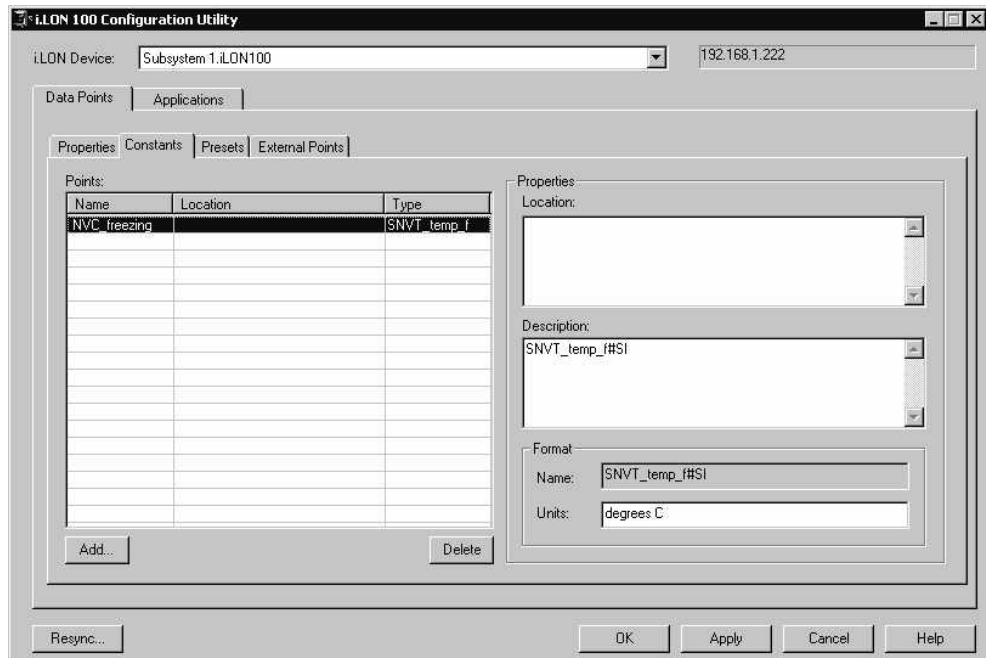 i.LON 100 Configuration Utility
i.LON Device: Subsystem 1.iLON100 192.168.1.222
Data Points Applications
Properties Constants Presets External Points
Points:
Name Location Type
NVC_freezing SNVT_temp_f
Properties
Location:
Description:
SNVT_temp_f#SI
Format
Name: SNVT_temp_f#SI
Units: degrees C
Add... Delete
Resync... OK Apply Cancel Help